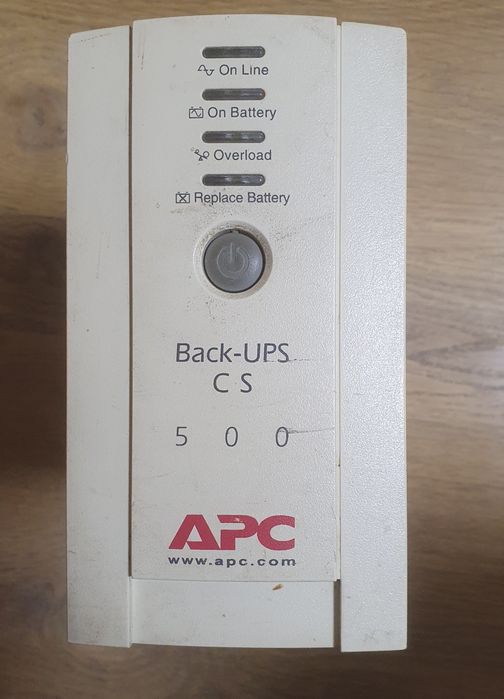 On Line
On Battery
Overload
Replace Battery
Back-UPS
CS
500
APC
www.apc.com